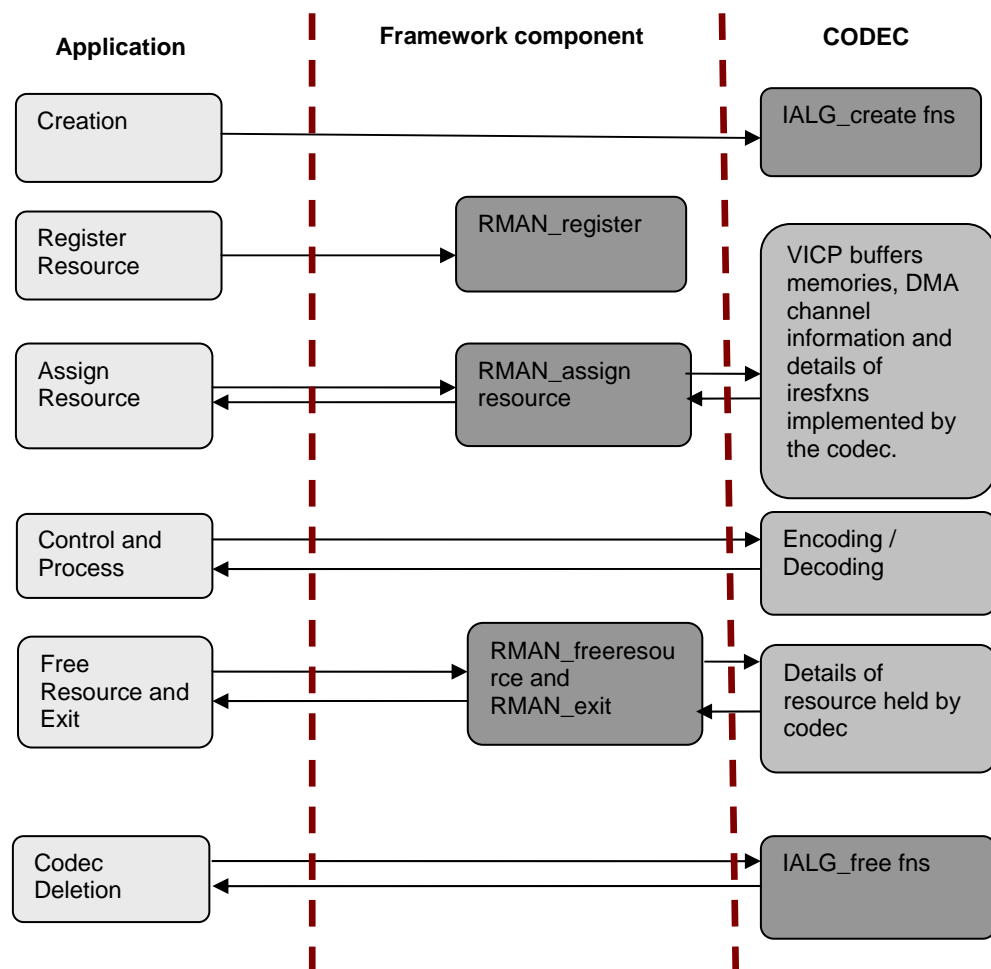 Application
Framework component
CODEC
Creation
IALG_create fns
Register
Resource
RMAN_register
VICP buffers
memories, DMA
channel
information and
details of
iresfxns
implemented by
the codec.
Assign
Resource
RMAN_assign
resource
Control and
Process
Encoding /
Decoding
Free
Resource and
Exit
RMAN_freeresou
rce and
RMAN_exit
Details of
resource held by
codec
Codec
Deletion
IALG_free fns